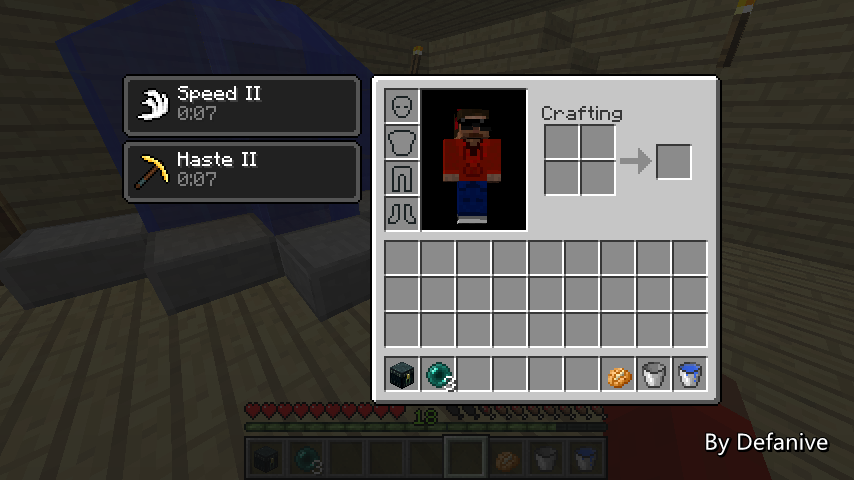 Speed II
0:07
Haste II
0:07
Crafting
3
18
3
By Defanive